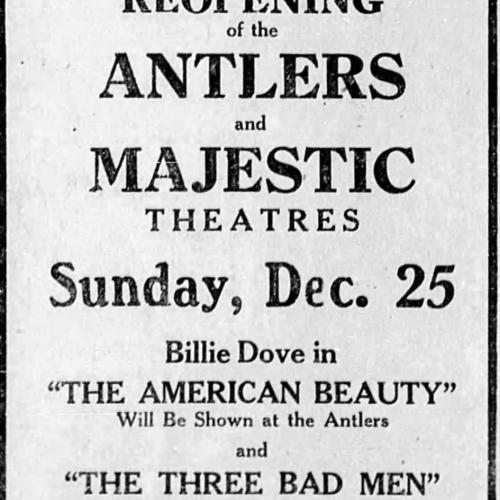 REOPENING
of the
ANTLERS
and
MAJESTIC
THEATRES
Sunday, Dec. 25
Billie Dove in
“THE AMERICAN BEAUTY”
Will Be Shown at the Antlers
and
“THE THREE BAD MEN”